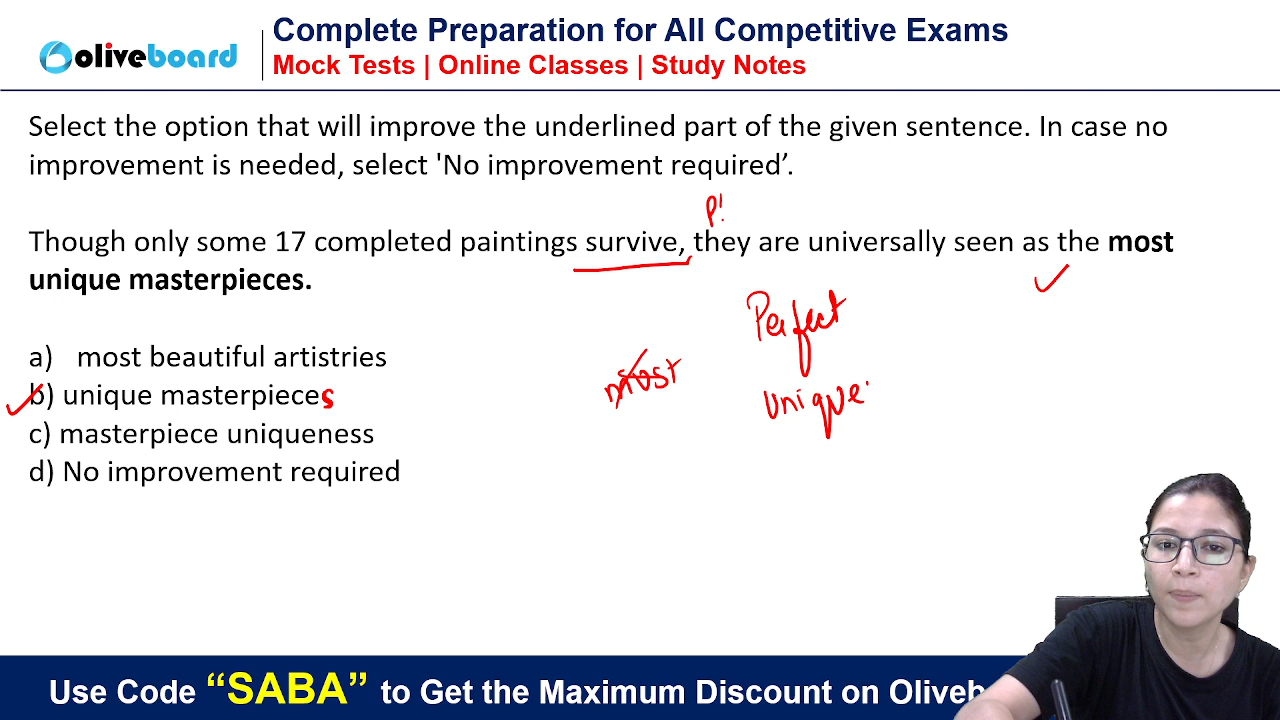 oliveboard
Complete Preparation for All Competitive Exams
Mock Tests | Online Classes | Study Notes
Select the option that will improve the underlined part of the given sentence. In case no
improvement is needed, select 'No improvement required’.
Pl
Though only some 17 completed paintings survive, they are universally seen as the most
unique masterpieces.
Perfect
a) most beautiful artistries
most
b) unique masterpieces
unique
c) masterpiece uniqueness
d) No improvement required
Use Code “SABA” to Get the Maximum Discount on Oliveb